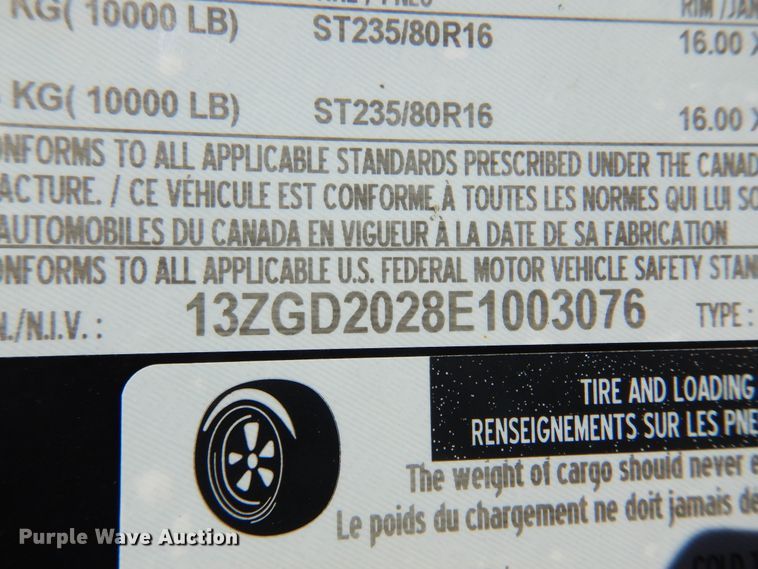 KG( 10000 LB) ST235/80R16 16.00 X
KG( 10000 LB) ST235/80R16 16.00 X
ONFORMS TO ALL APPLICABLE STANDARDS PRESCRIBED UNDER THE CANAD
ACTURE. / CE VÉHICULE EST CONFORME À TOUTES LES NORMES QUI LUI SO
AUTOMOBILES DU CANADA EN VIGUEUR À LA DATE DE SA FABRICATION
ONFORMS TO ALL APPLICABLE U.S. FEDERAL MOTOR VEHICLE SAFETY STAN
N./N.I.V.: 13ZGD2028E1003076 TYPE:
TIRE AND LOADING
RENSEIGNEMENTS SUR LES PNE
The weight of cargo should never e
Le poids du chargement ne doit jamais dé
Purple Wave Auction